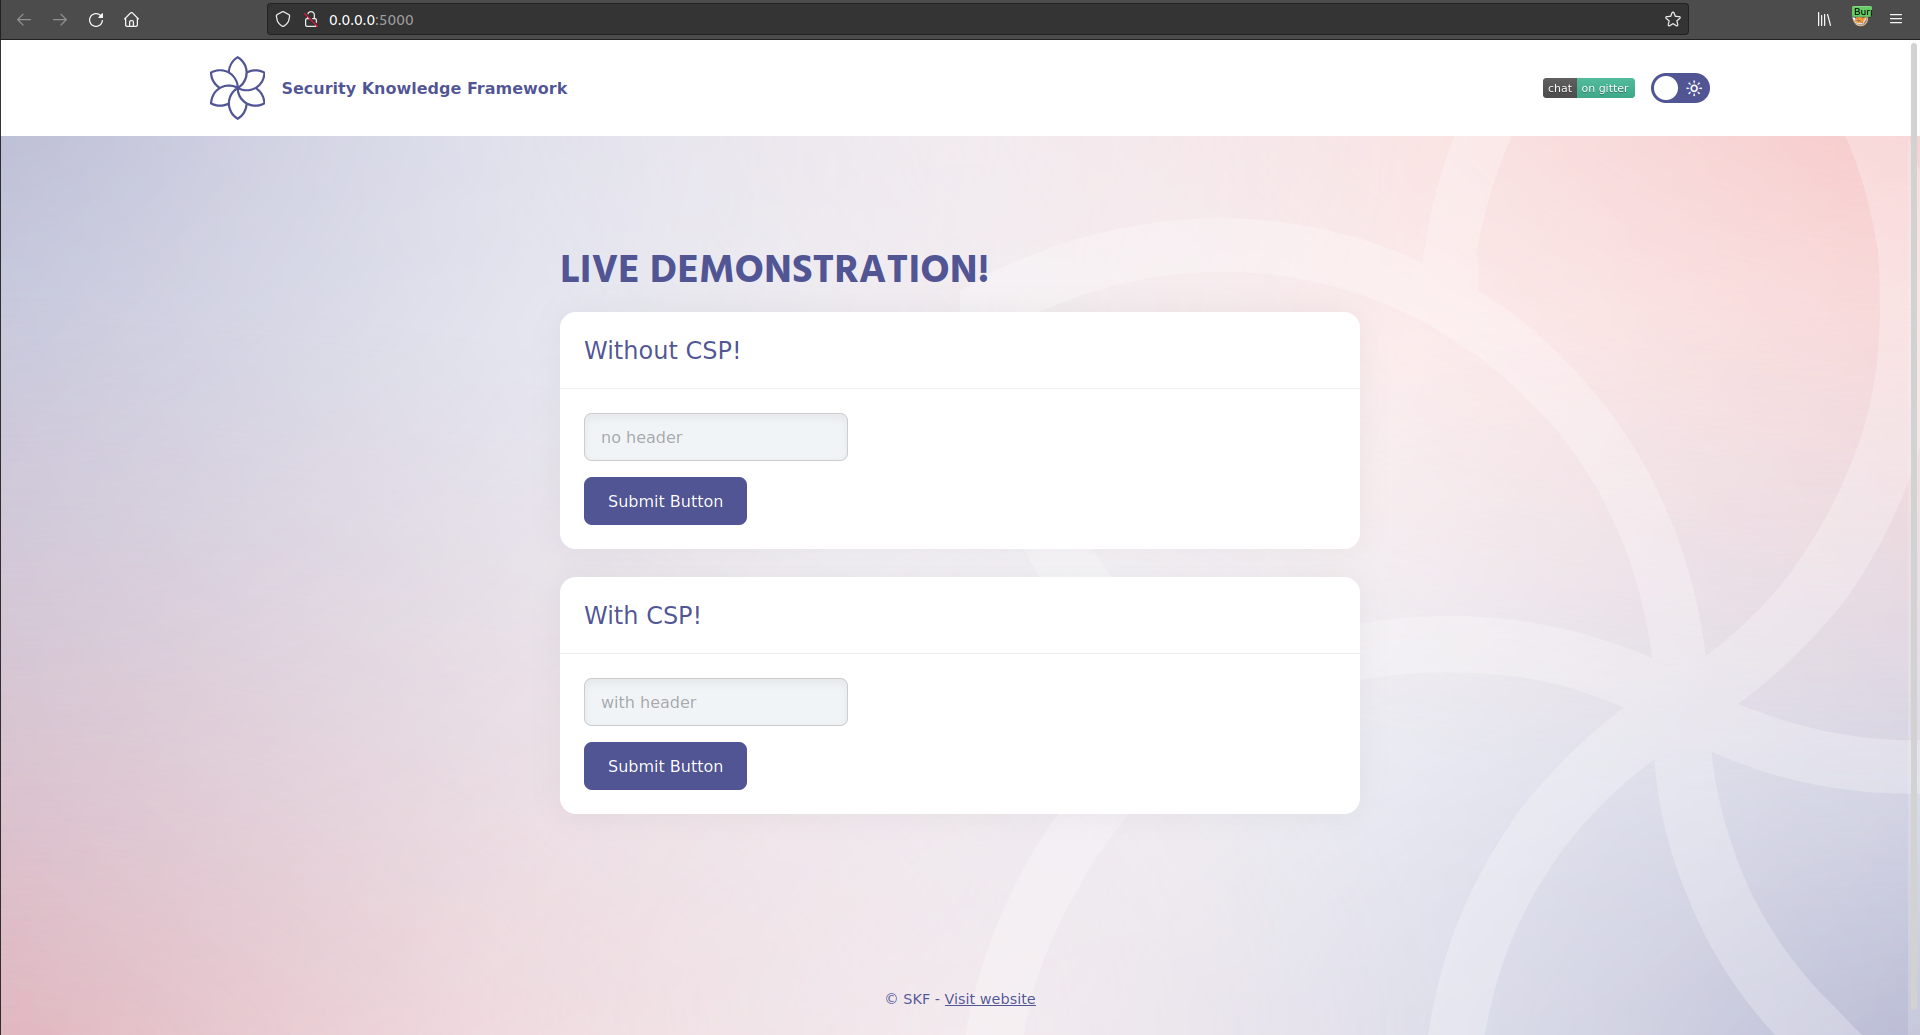 0.0.0.0:5000
Bur
Security Knowledge Framework
chat on gitter
LIVE DEMONSTRATION!
Without CSP!
no header
Submit Button
With CSP!
with header
Submit Button
© SKF - Visit website